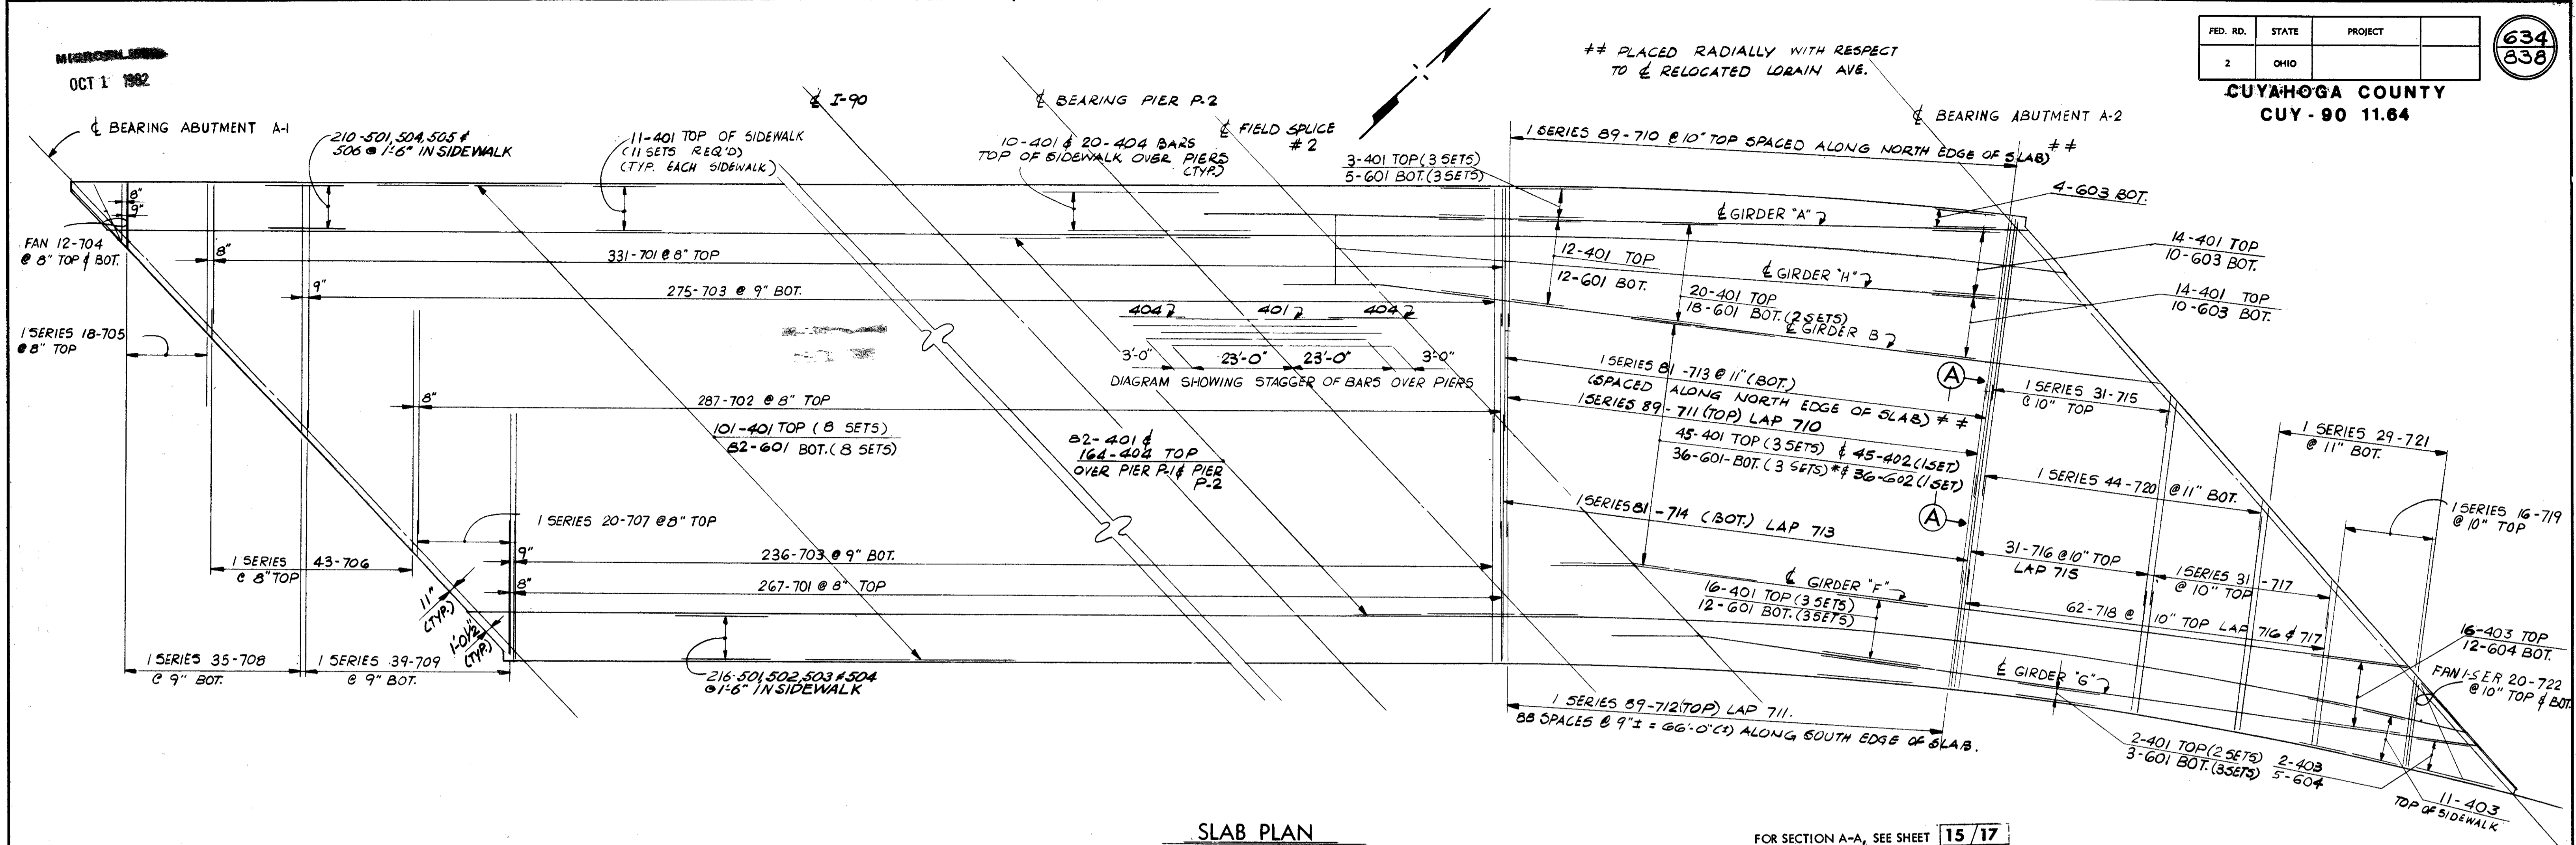 OCT 1 1982
FED. RD.
STATE
PROJECT
2
OHIO
634
838
CUYAHOGA COUNTY
CUY - 90 11.64
## PLACED RADIALLY WITH RESPECT
TO ℄ RELOCATED LORAIN AVE.
℄ BEARING ABUTMENT A-1
210-501,504,505 &
506 @ 1'-6" IN SIDEWALK
11-401 TOP OF SIDEWALK
(11 SETS REQ'D)
(TYP. EACH SIDEWALK)
℄ I-90
℄ BEARING PIER P-2
10-401 & 20-404 BARS
TOP OF SIDEWALK OVER PIERS
(TYP.)
℄ FIELD SPLICE
#2
3-401 TOP (3 SETS)
5-601 BOT. (3 SETS)
1 SERIES 89-710 @ 10" TOP SPACED ALONG NORTH EDGE OF SLAB) ##
℄ BEARING ABUTMENT A-2
4-603 BOT.
8"
9"
FAN 12-704
@ 8" TOP & BOT.
8"
331-701 @ 8" TOP
℄ GIRDER "A"
12-401 TOP
12-601 BOT.
℄ GIRDER "H"
14-401 TOP
10-603 BOT.
9"
275-703 @ 9" BOT.
20-401 TOP
18-601 BOT. (2 SETS)
14-401 TOP
10-603 BOT.
1 SERIES 18-705
@ 8" TOP
404
401
404
℄ GIRDER B
3'-0"
23'-0"
23'-0"
3'-0"
DIAGRAM SHOWING STAGGER OF BARS OVER PIERS
1 SERIES 81-713 @ 11" (BOT.)
(SPACED ALONG NORTH EDGE OF SLAB) ##
A
1 SERIES 31-715
@ 10" TOP
8"
287-702 @ 8" TOP
1 SERIES 89-711 (TOP) LAP 710
101-401 TOP (8 SETS)
82-601 BOT. (8 SETS)
82-401 &
164-404 TOP
OVER PIER P-1 & PIER
P-2
45-401 TOP (3 SETS) & 45-402 (1 SET)
36-601-BOT. (3 SETS) * & 36-602 (1 SET)
1 SERIES 29-721
@ 11" BOT.
1 SERIES 44-720 @ 11" BOT.
1 SERIES 20-707 @ 8" TOP
1 SERIES 81-714 (BOT.) LAP 713
A
1 SERIES 16-719
@ 10" TOP
9"
236-703 @ 9" BOT.
31-716 @ 10" TOP
LAP 715
1 SERIES 43-706
@ 8" TOP
8"
267-701 @ 8" TOP
℄ GIRDER "F"
1 SERIES 31-717
@ 10" TOP
11"
(TYP.)
16-401 TOP (3 SETS)
12-601 BOT. (3 SETS)
62-718 @ 10" TOP LAP 716 & 717
1'-0½"
(TYP.)
16-403 TOP
12-604 BOT.
1 SERIES 35-708
@ 9" BOT.
1 SERIES 39-709
@ 9" BOT.
216-501,502,503 & 504
@ 1'-6" IN SIDEWALK
℄ GIRDER "G"
FAN 1-SER 20-722
@ 10" TOP & BOT.
1 SERIES 89-712 (TOP) LAP 711.
88 SPACES @ 9"± = 66'-0"(±) ALONG SOUTH EDGE OF SLAB.
2-401 TOP (2 SETS)
3-601 BOT. (3 SETS)
2-403
5-604
11-403
TOP OF SIDEWALK
SLAB PLAN
FOR SECTION A-A, SEE SHEET 15/17